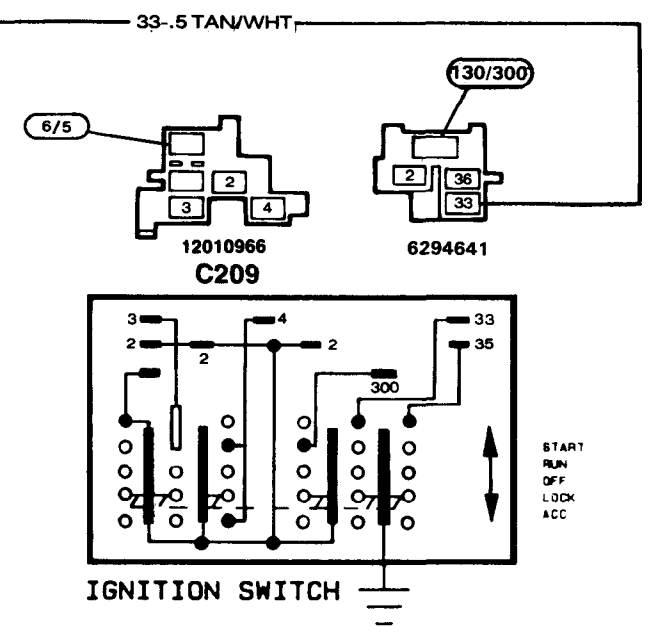 33-.5 TAN/WHT
130/300
6/5
2
2
36
3
4
33
12010966
6294641
C209
3
4
33
2
2
2
35
300
START
RUN
OFF
LOCK
ACC
IGNITION SWITCH